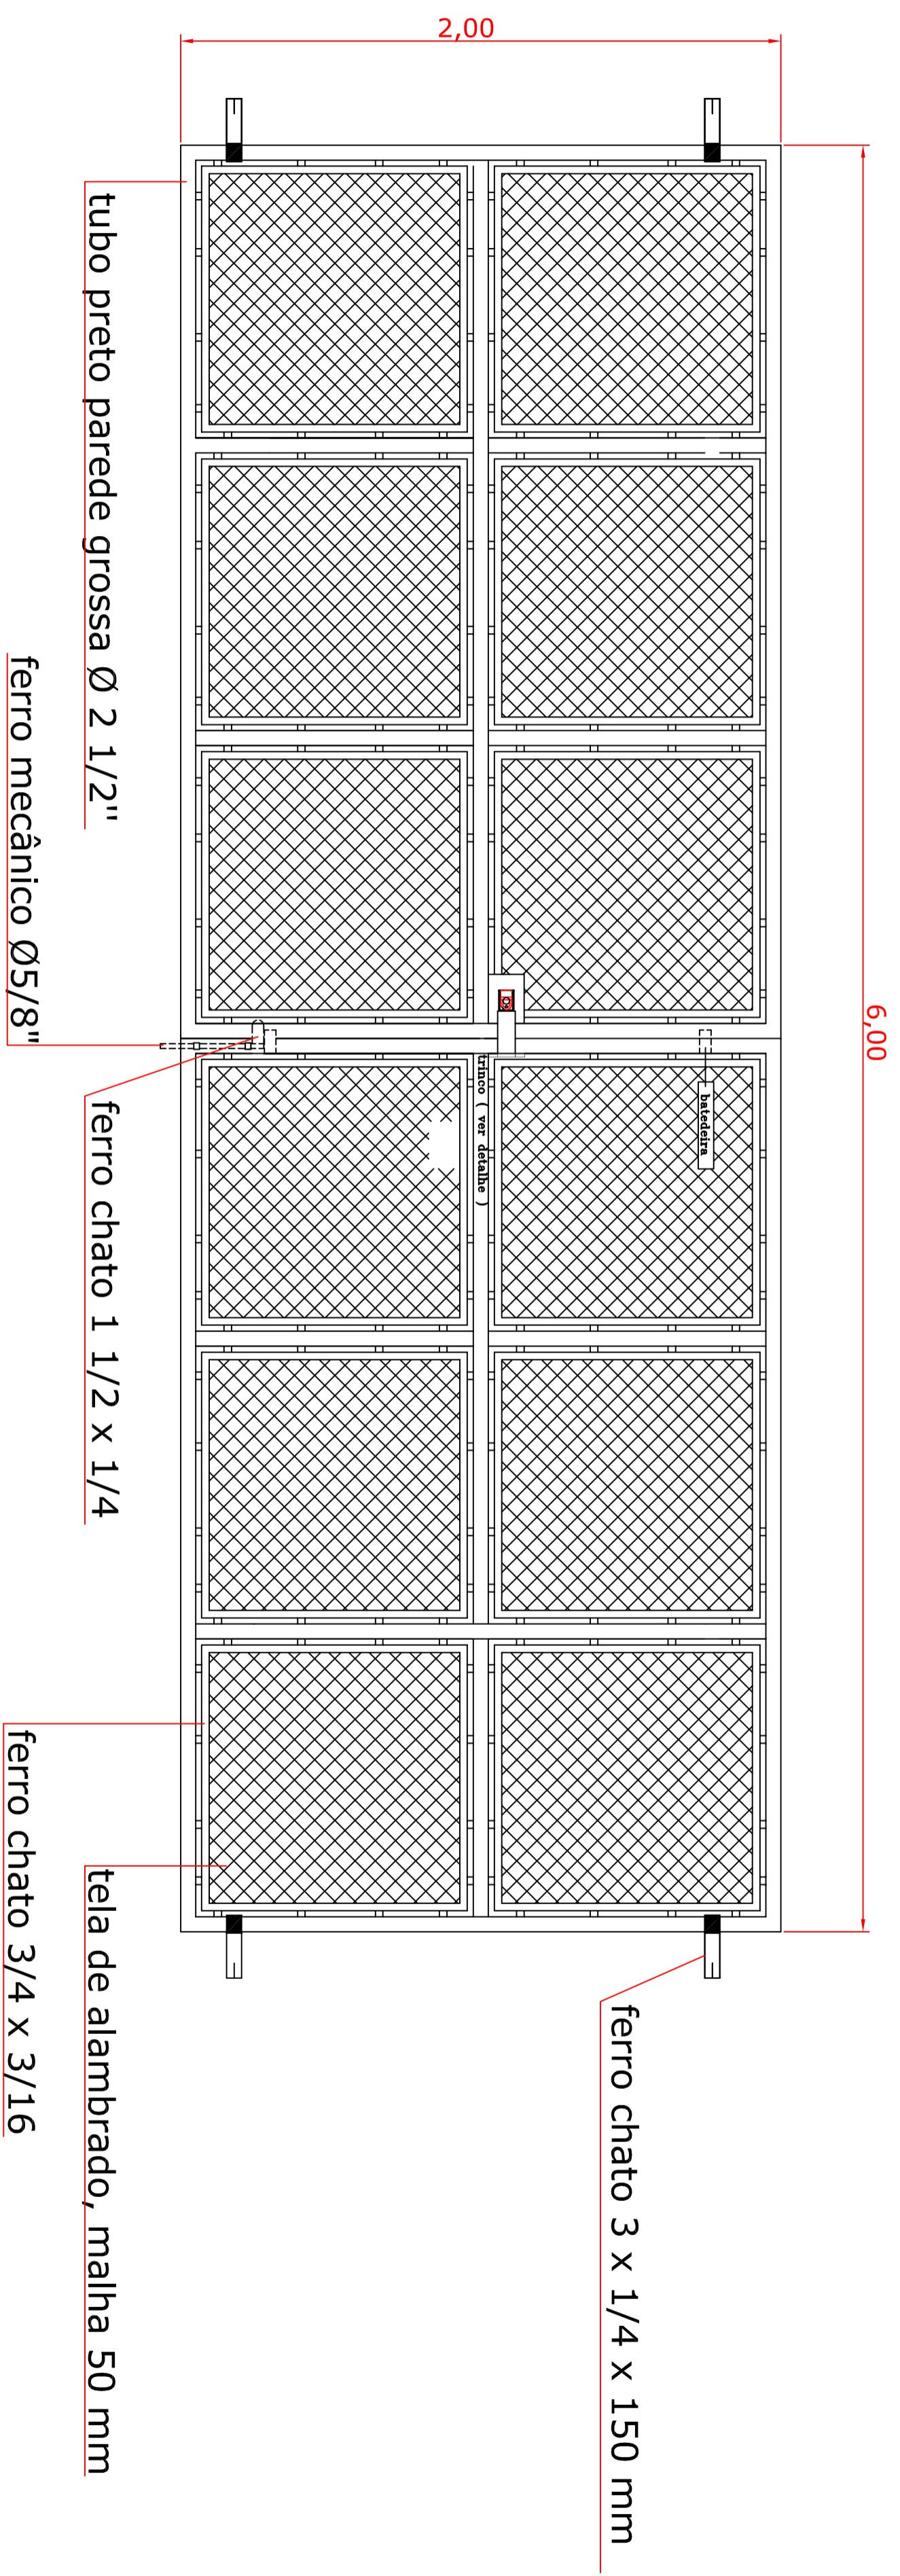 2,00
6,00
batedeira
trinco ( ver detalhe )
ferro chato 3 x 1/4 x 150 mm
tubo preto parede grossa Ø 2 1/2"
ferro chato 1 1/2 x 1/4
tela de alambrado, malha 50 mm
ferro mecânico Ø5/8"
ferro chato 3/4 x 3/16